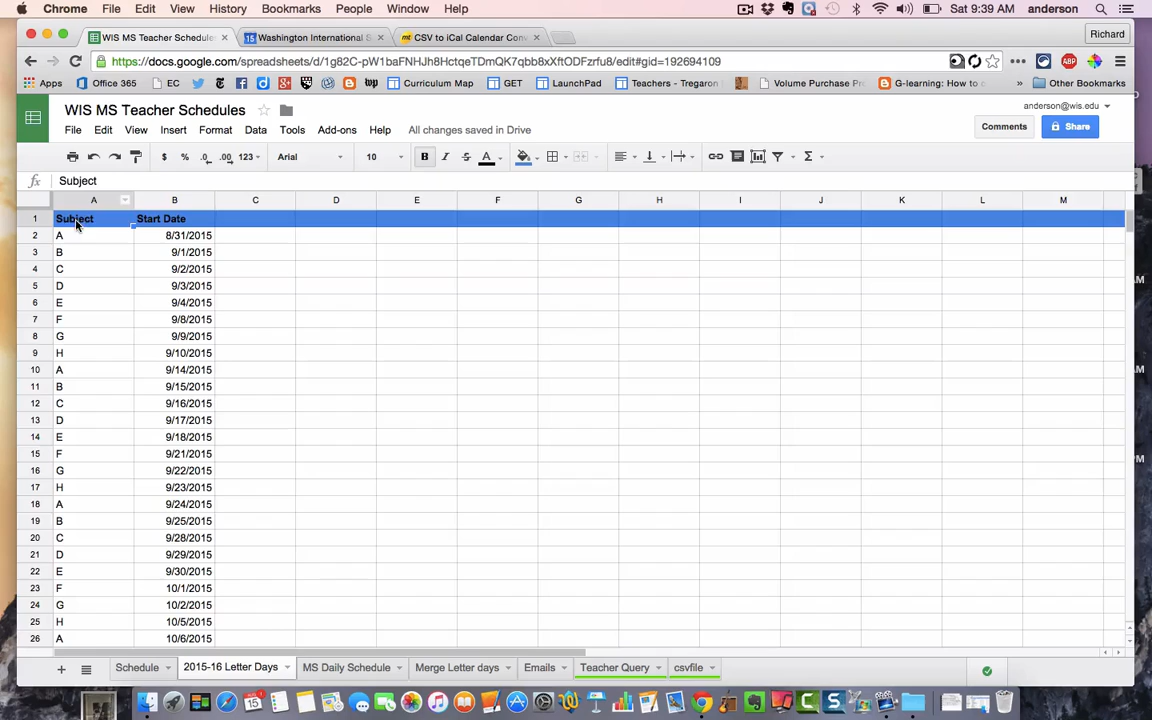 Chrome File Edit View History Bookmarks People Window Help Sat 9:39 AM anderson
WIS MS Teacher Schedules Washington International S CSV to iCal Calendar Conv Richard
https://docs.google.com/spreadsheets/d/1g82C-pW1baFNHJh8HctqeTDmQK7qbb8xXftODFzrfu8/edit#gid=192694109
Apps Office 365 EC Curriculum Map GET LaunchPad Teachers - Tregaron Volume Purchase Pro G-learning: How to c » Other Bookmarks
WIS MS Teacher Schedules
anderson@wis.edu
File Edit View Insert Format Data Tools Add-ons Help All changes saved in Drive
Comments Share
$ % .0 .00 123 Arial 10 B I S A Σ
fx Subject
A B C D E F G H I J K L M
1 Subject Start Date
2 A 8/31/2015
3 B 9/1/2015
4 C 9/2/2015
5 D 9/3/2015
6 E 9/4/2015
7 F 9/8/2015
8 G 9/9/2015
9 H 9/10/2015
10 A 9/14/2015
11 B 9/15/2015
12 C 9/16/2015
13 D 9/17/2015
14 E 9/18/2015
15 F 9/21/2015
16 G 9/22/2015
17 H 9/23/2015
18 A 9/24/2015
19 B 9/25/2015
20 C 9/28/2015
21 D 9/29/2015
22 E 9/30/2015
23 F 10/1/2015
24 G 10/2/2015
25 H 10/5/2015
26 A 10/6/2015
Schedule 2015-16 Letter Days MS Daily Schedule Merge Letter days Emails Teacher Query csvfile